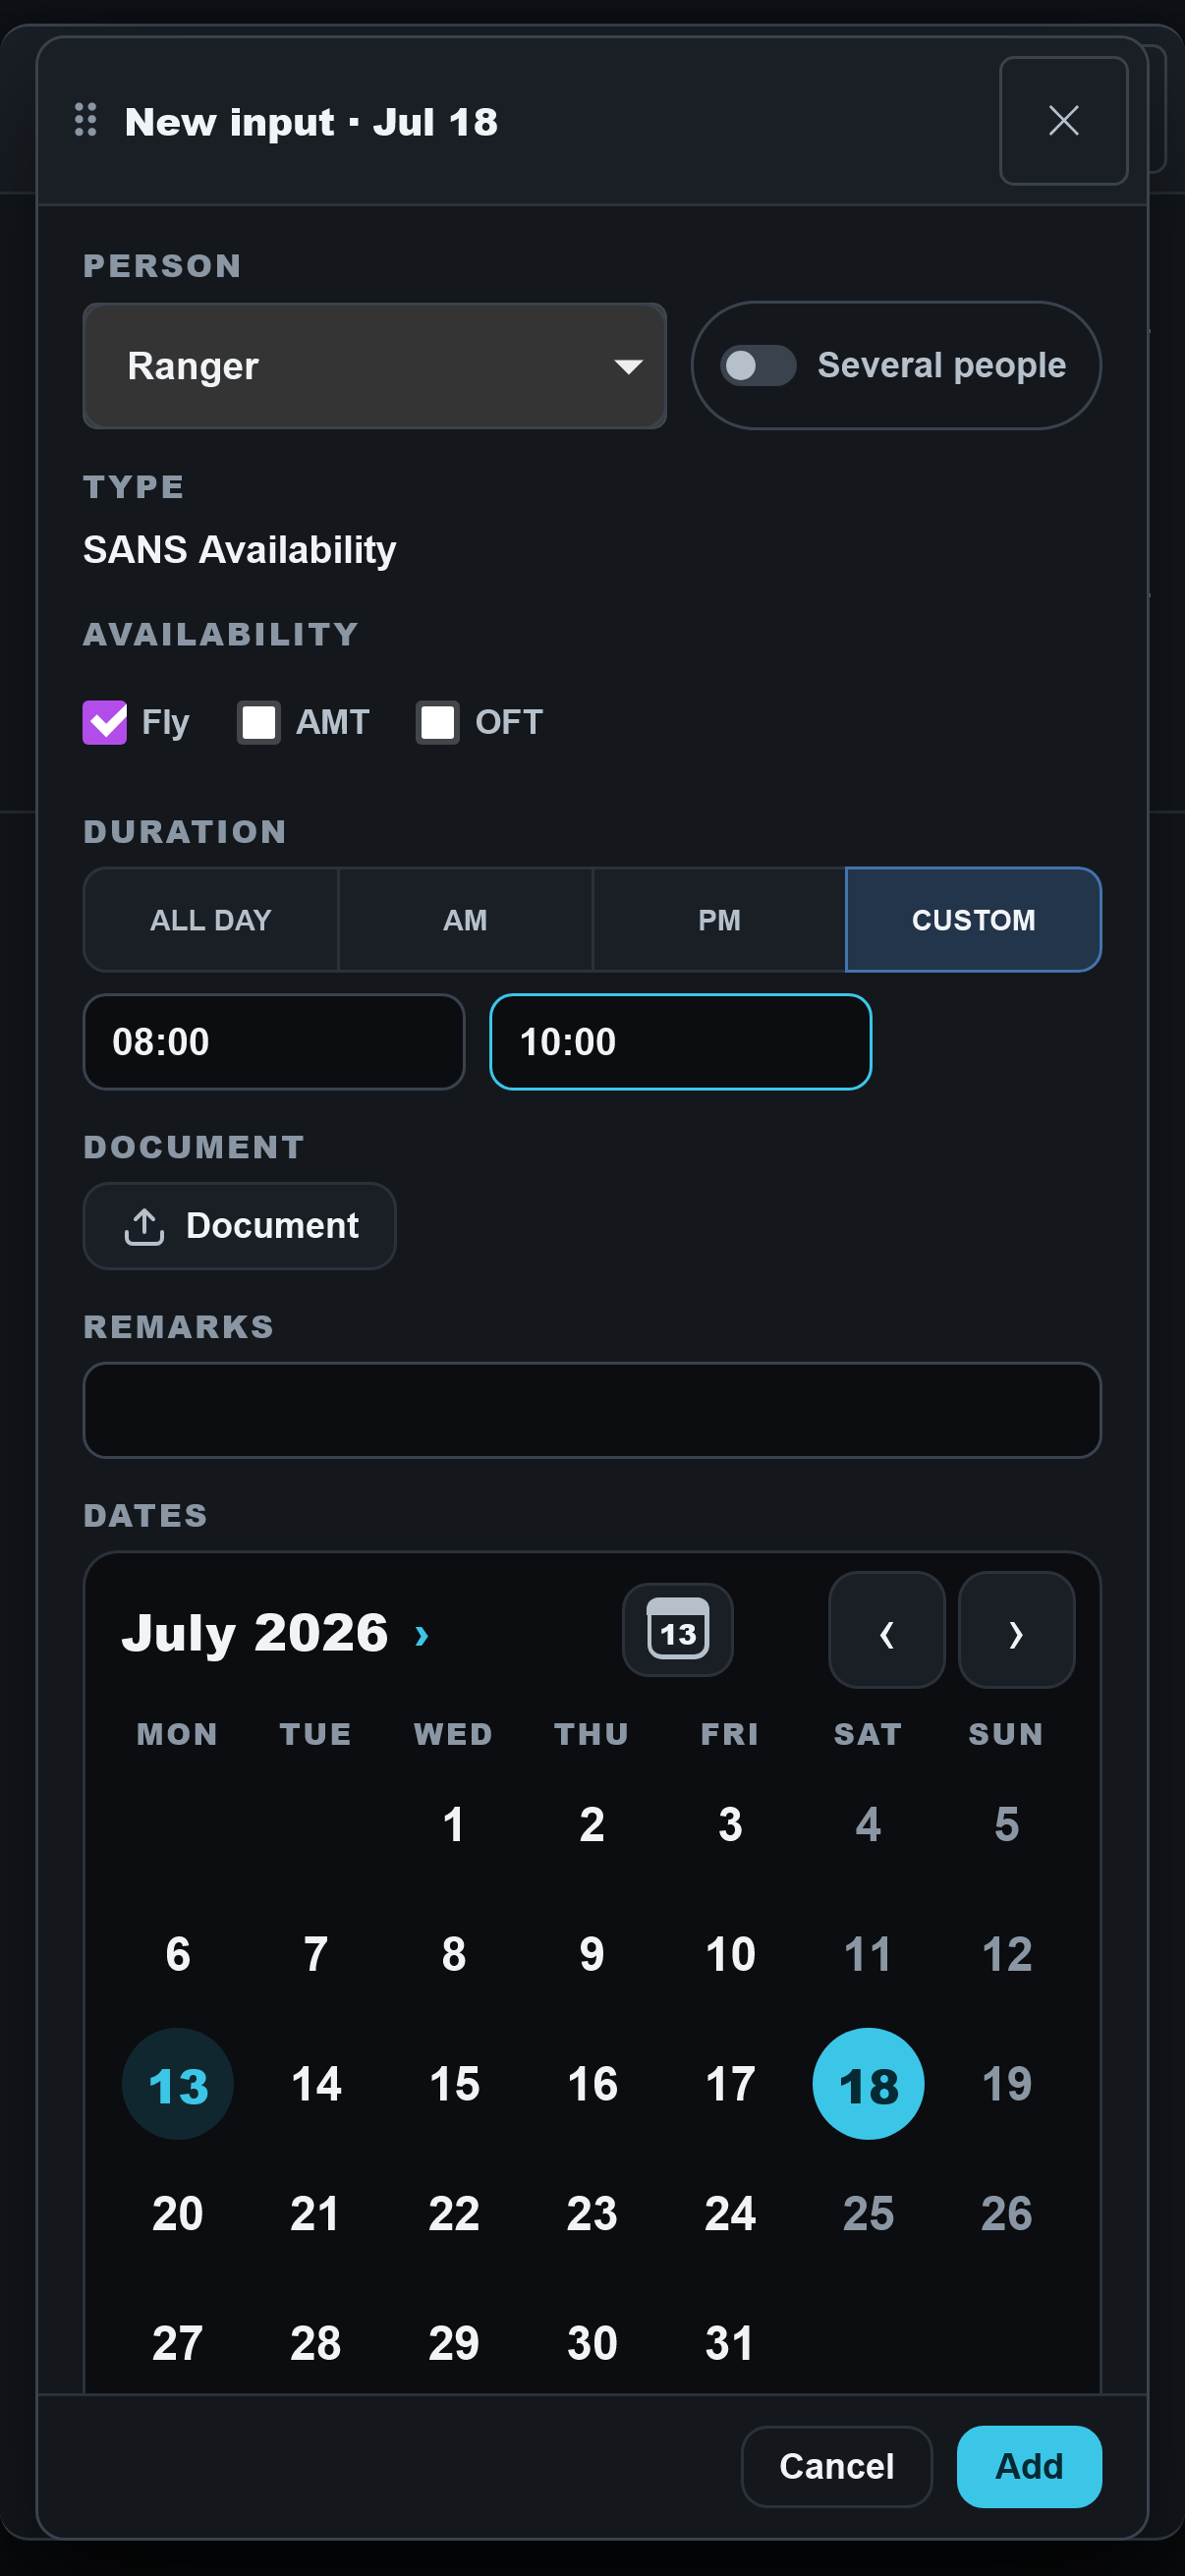 New input · Jul 18
PERSON
Ranger
Several people
TYPE
SANS Availability
AVAILABILITY
Fly AMT OFT
DURATION
ALL DAY AM PM CUSTOM
08:00 10:00
DOCUMENT
Document
REMARKS
DATES
July 2026 › 13 ‹ ›
MON TUE WED THU FRI SAT SUN
1 2 3 4 5
6 7 8 9 10 11 12
13 14 15 16 17 18 19
20 21 22 23 24 25 26
27 28 29 30 31
Cancel Add